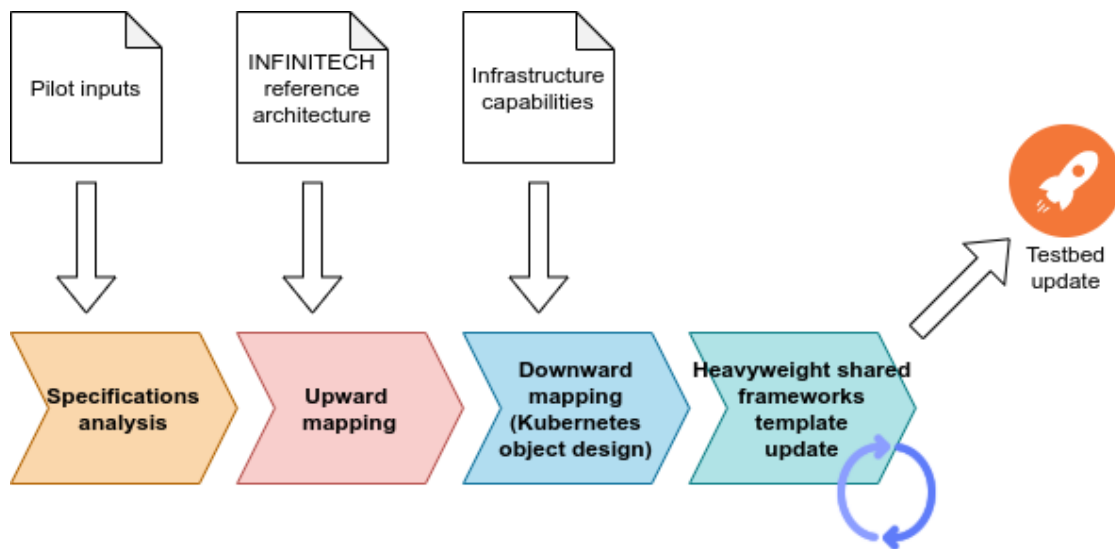 Pilot inputs
INFINITECH
reference
architecture
Infrastructure
capabilities
Testbed
update
Specifications
analysis
Upward
mapping
Downward
mapping
(Kubernetes
object design)
Heavyweight shared
frameworks
template
update